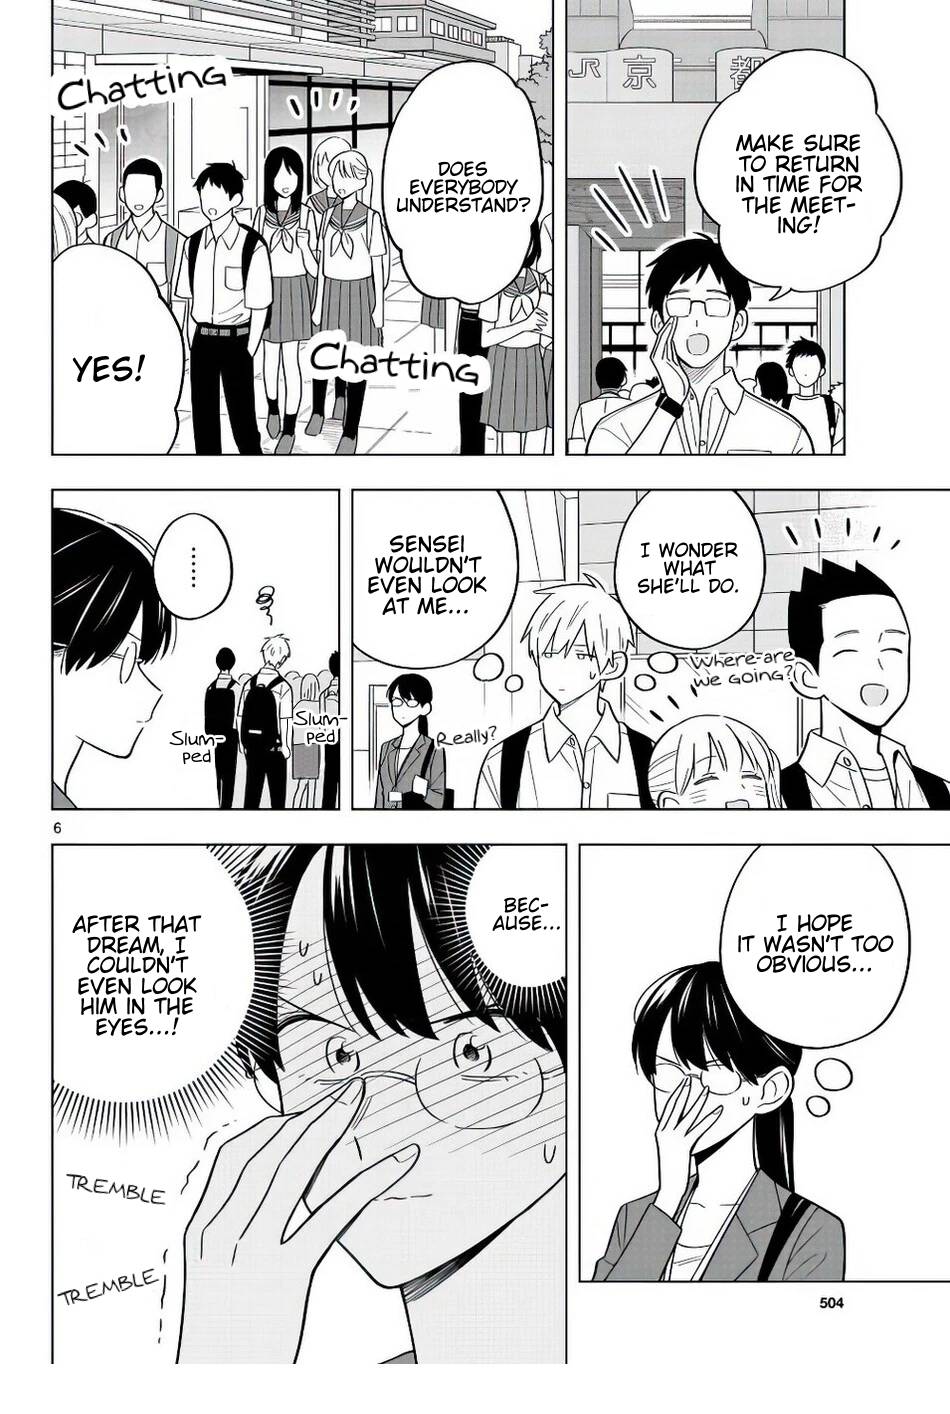 JR 京都
MAKE SURE
TO RETURN
IN TIME FOR
THE MEET-
ING!
DOES
EVERYBODY
UNDERSTAND?
Chatting
Chatting
YES!
I WONDER
WHAT
SHE'LL DO.
Where are
we going?
SENSEI
WOULDN'T
EVEN LOOK
AT ME...
Really?
......
Slum-
ped
Slum-
ped
6
I HOPE
IT WASN'T TOO
OBVIOUS...
BEC-
AUSE...
AFTER THAT
DREAM, I
COULDN'T
EVEN LOOK
HIM IN THE
EYES...!
TREMBLE
TREMBLE
504